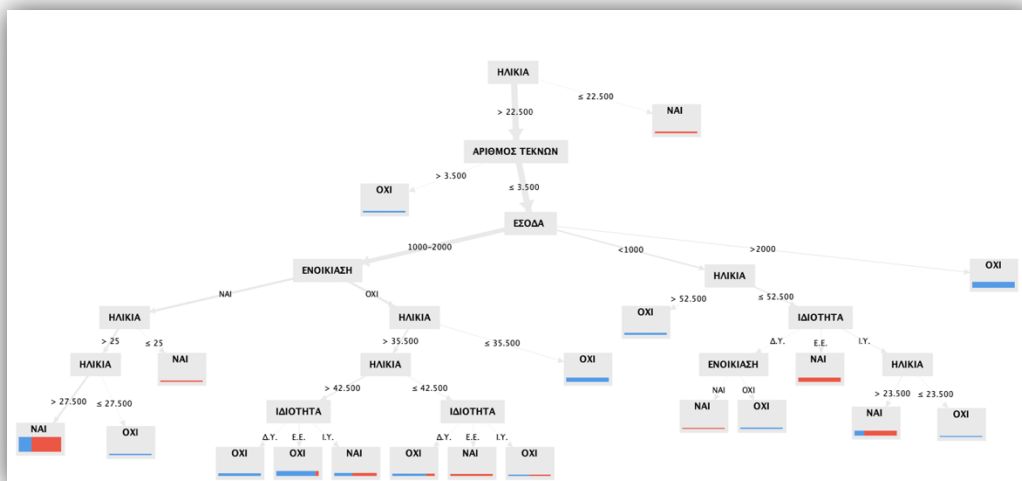 ΗΛΙΚΙΑ
≤ 22.500
> 22.500
ΝΑΙ
ΑΡΙΘΜΟΣ ΤΕΚΝΩΝ
> 3.500
≤ 3.500
ΟΧΙ
ΕΣΟΔΑ
1000-2000
<1000
>2000
ΕΝΟΙΚΙΑΣΗ
ΗΛΙΚΙΑ
ΟΧΙ
ΝΑΙ
ΟΧΙ
> 52.500
≤ 52.500
ΗΛΙΚΙΑ
ΗΛΙΚΙΑ
ΟΧΙ
ΙΔΙΟΤΗΤΑ
> 25
≤ 25
> 35.500
≤ 35.500
Δ.Υ.
Ε.Ε.
Ι.Υ.
ΗΛΙΚΙΑ
ΝΑΙ
ΗΛΙΚΙΑ
ΟΧΙ
ΕΝΟΙΚΙΑΣΗ
ΝΑΙ
ΗΛΙΚΙΑ
> 27.500
≤ 27.500
> 42.500
≤ 42.500
ΝΑΙ
ΟΧΙ
> 23.500
≤ 23.500
ΝΑΙ
ΟΧΙ
ΙΔΙΟΤΗΤΑ
ΙΔΙΟΤΗΤΑ
ΝΑΙ
ΟΧΙ
ΝΑΙ
ΟΧΙ
Δ.Υ.
Ε.Ε.
Ι.Υ.
Δ.Υ.
Ε.Ε.
Ι.Υ.
ΟΧΙ
ΟΧΙ
ΝΑΙ
ΟΧΙ
ΝΑΙ
ΟΧΙ